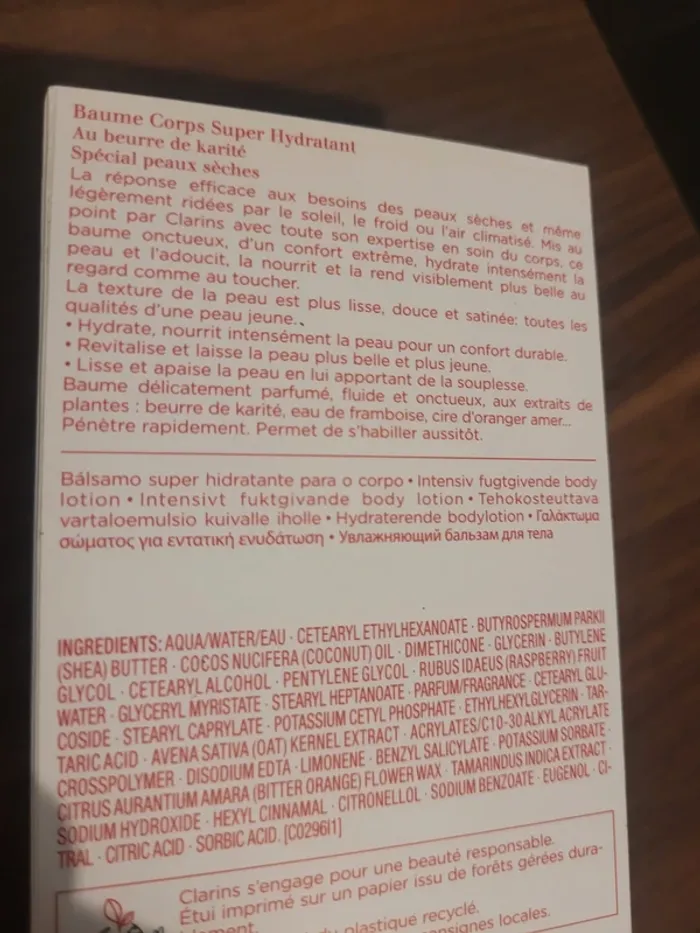 Baume Corps Super Hydratant
Au beurre de karité
Spécial peaux sèches
La réponse efficace aux besoins des peaux sèches et même
légèrement ridées par le soleil, le froid ou l'air climatisé. Mis au
point par Clarins avec toute son expertise en soin du corps, ce
baume onctueux, d'un confort extrême, hydrate intensément la
peau et l'adoucit, la nourrit et la rend visiblement plus belle au
regard comme au toucher.
La texture de la peau est plus lisse, douce et satinée: toutes les
qualités d'une peau jeune..
• Hydrate, nourrit intensément la peau pour un confort durable.
• Revitalise et laisse la peau plus belle et plus jeune.
• Lisse et apaise la peau en lui apportant de la souplesse.
Baume délicatement parfumé, fluide et onctueux, aux extraits de
plantes : beurre de karité, eau de framboise, cire d'oranger amer...
Pénètre rapidement. Permet de s'habiller aussitôt.
Bálsamo super hidratante para o corpo • Intensiv fugtgivende body
lotion • Intensivt fuktgivande body lotion • Tehokosteuttava
vartaloemulsio kuivalle iholle • Hydraterende bodylotion • Γαλάκτωμα
σώματος για εντατική ενυδάτωση • Увлажняющий бальзам для тела
INGREDIENTS: AQUA/WATER/EAU · CETEARYL ETHYLHEXANOATE · BUTYROSPERMUM PARKII
(SHEA) BUTTER · COCOS NUCIFERA (COCONUT) OIL · DIMETHICONE · GLYCERIN · BUTYLENE
GLYCOL · CETEARYL ALCOHOL · PENTYLENE GLYCOL · RUBUS IDAEUS (RASPBERRY) FRUIT
WATER · GLYCERYL MYRISTATE · STEARYL HEPTANOATE · PARFUM/FRAGRANCE · CETEARYL GLU-
COSIDE · STEARYL CAPRYLATE · POTASSIUM CETYL PHOSPHATE · ETHYLHEXYLGLYCERIN · TAR-
TARIC ACID · AVENA SATIVA (OAT) KERNEL EXTRACT · ACRYLATES/C10-30 ALKYL ACRYLATE
CROSSPOLYMER · DISODIUM EDTA · LIMONENE · BENZYL SALICYLATE · POTASSIUM SORBATE ·
CITRUS AURANTIUM AMARA (BITTER ORANGE) FLOWER WAX · TAMARINDUS INDICA EXTRACT ·
SODIUM HYDROXIDE · HEXYL CINNAMAL · CITRONELLOL · SODIUM BENZOATE · EUGENOL · CI-
TRAL · CITRIC ACID · SORBIC ACID. [C0296I1]
Clarins s'engage pour une beauté responsable.
Étui imprimé sur un papier issu de forêts gérées dura-
plastique recyclé.
locales.